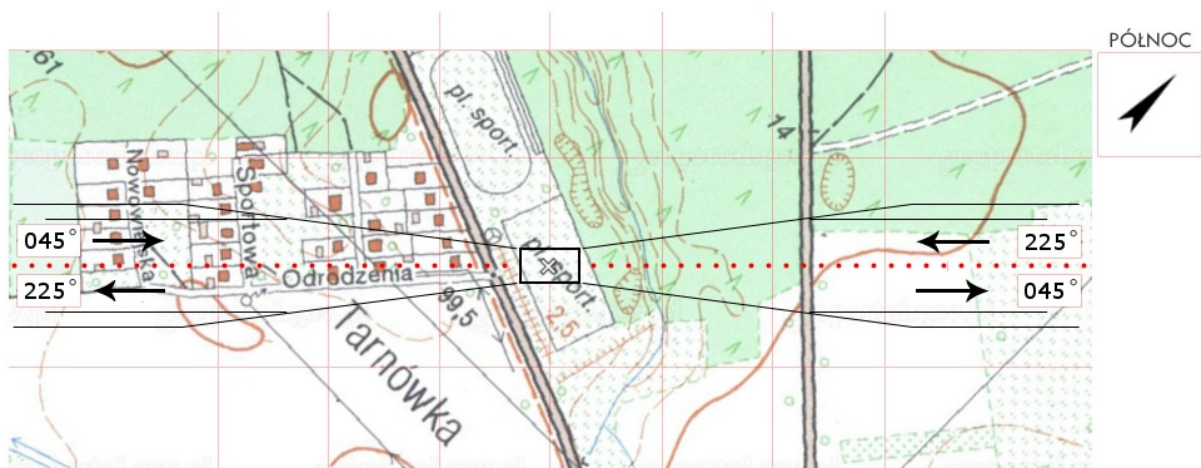 PÓŁNOC
61
pl. sport.
14
Nowowiejska
Sportowa
045°
225°
pl. sport.
225°
045°
Odrodzenia
99,5
2,5
Tarnówka